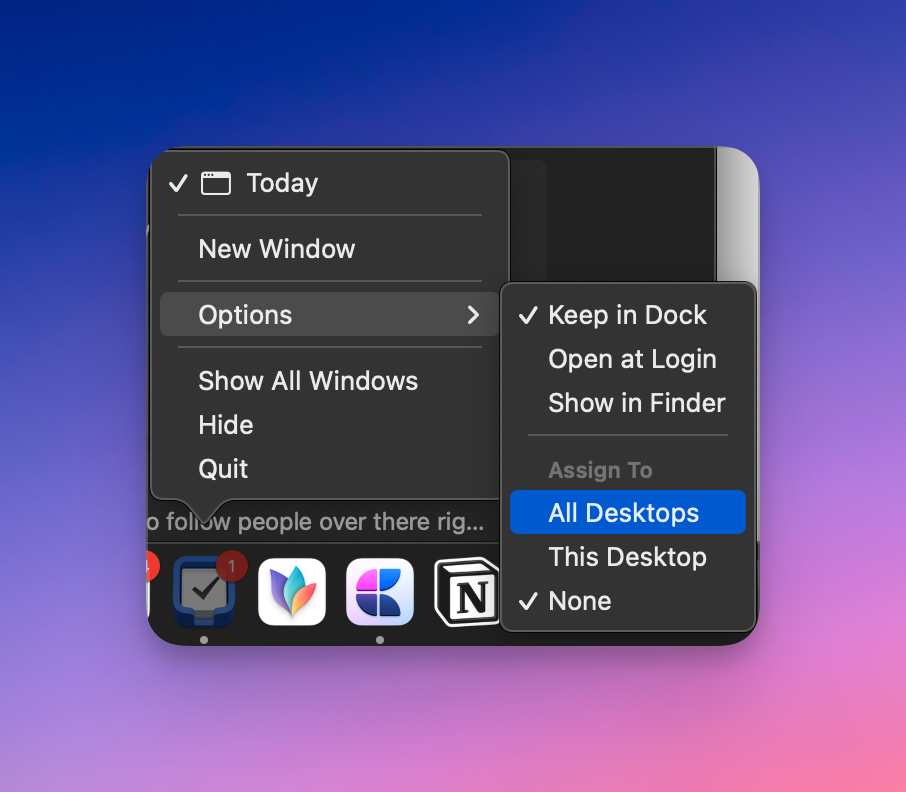 Today
New Window
Options
Show All Windows
Hide
Quit
Keep in Dock
Open at Login
Show in Finder
Assign To
All Desktops
This Desktop
None
o follow people over there rig...
4
1
N